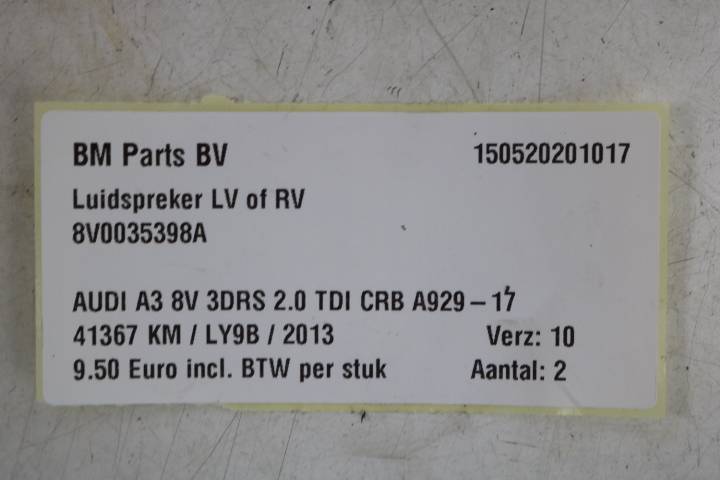 BM Parts BV 150520201017
Luidspreker LV of RV
8V0035398A
AUDI A3 8V 3DRS 2.0 TDI CRB A929 – 17
41367 KM / LY9B / 2013 Verz: 10
9.50 Euro incl. BTW per stuk Aantal: 2